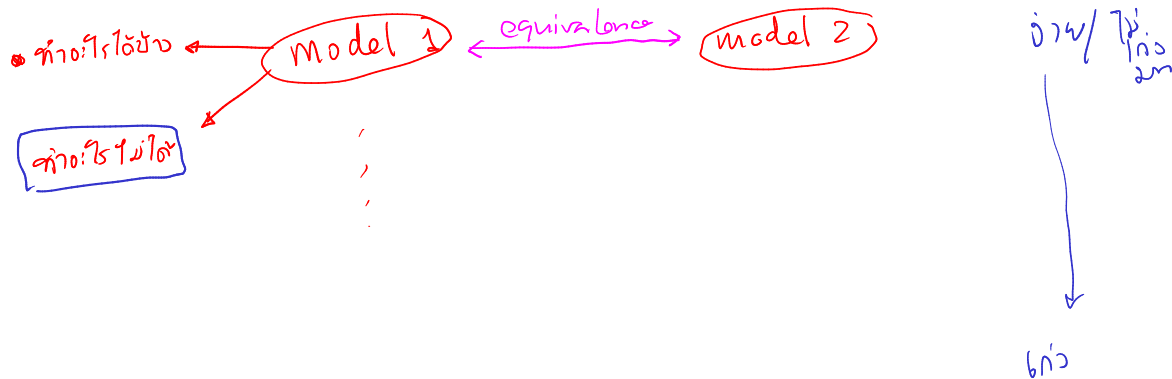 ทำอะไรได้บ้าง
model 1
equivalence
model 2
ง่าย/ไม่
เก่ง
มาก
ทำอะไรไม่ได้
เก่ง